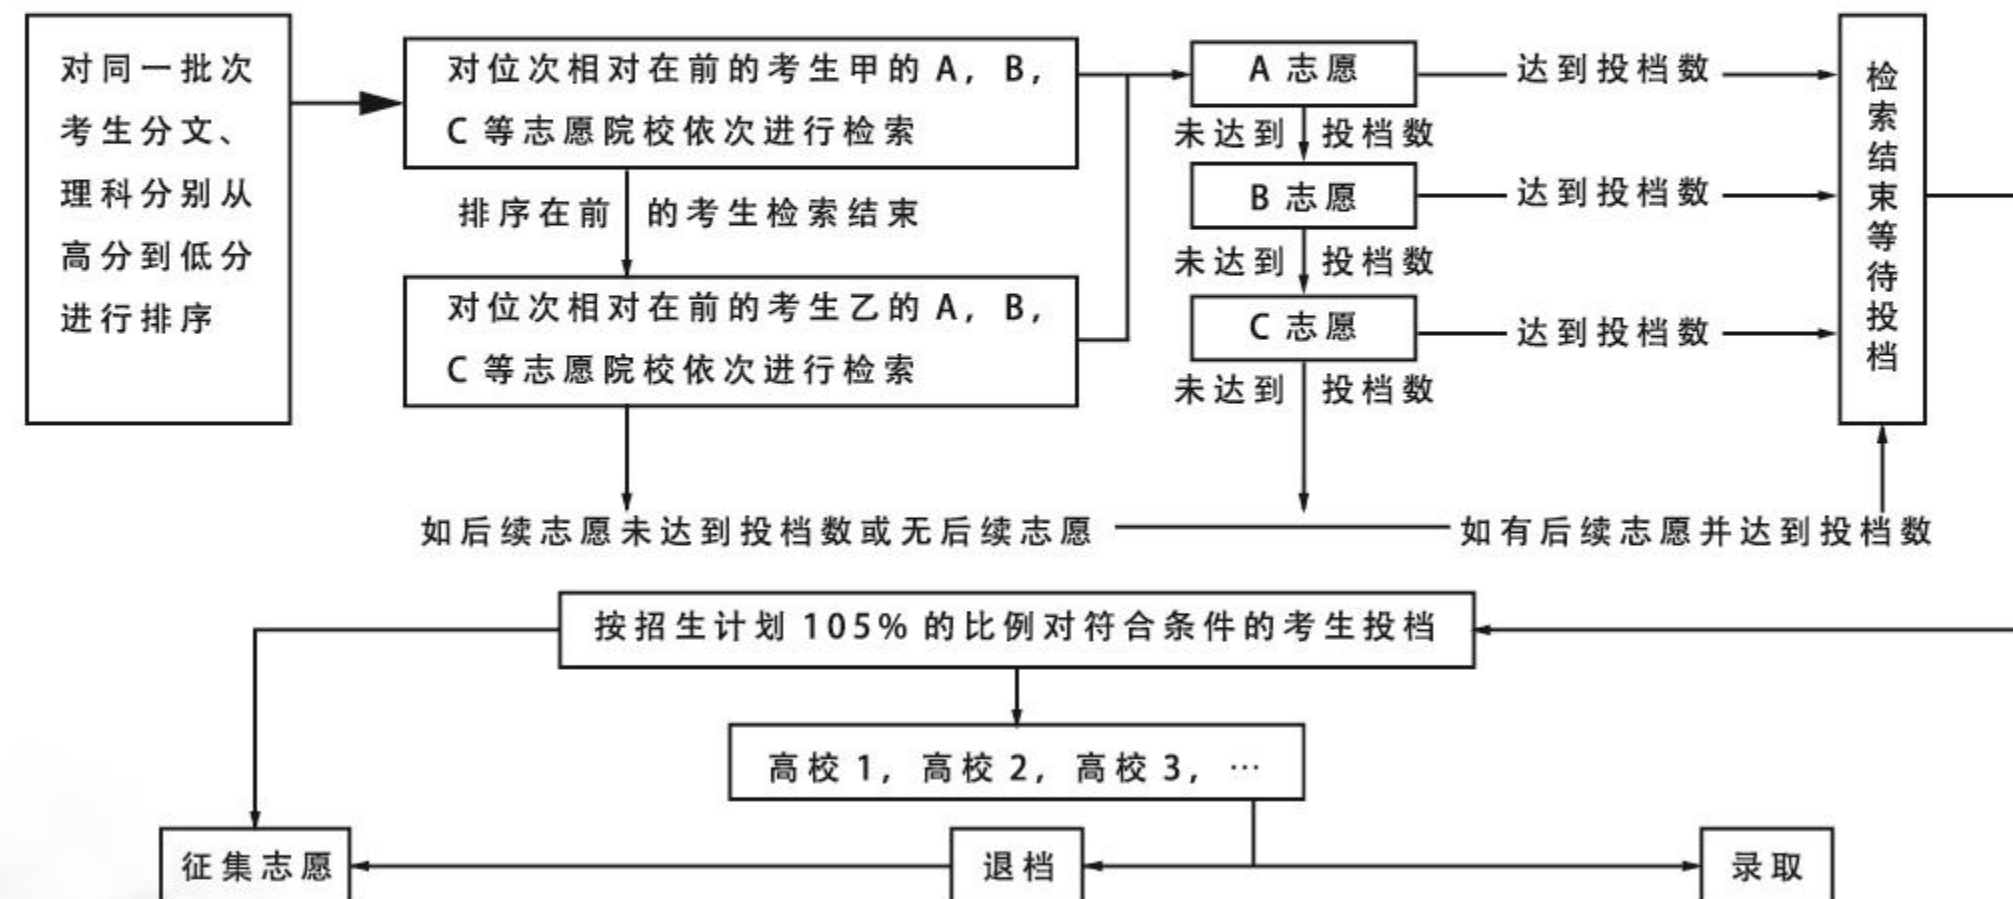 对同一批次
考生分文、
理科分别从
高分到低分
进行排序
对位次相对在前的考生甲的 A，B，
C 等志愿院校依次进行检索
排序在前 的考生检索结束
对位次相对在前的考生乙的 A，B，
C 等志愿院校依次进行检索
A 志愿
达到投档数
未达到 投档数
B 志愿
达到投档数
未达到 投档数
C 志愿
达到投档数
未达到 投档数
检索结束等待投档
如后续志愿未达到投档数或无后续志愿
如有后续志愿并达到投档数
按招生计划 105% 的比例对符合条件的考生投档
高校 1，高校 2，高校 3，…
征集志愿
退档
录取